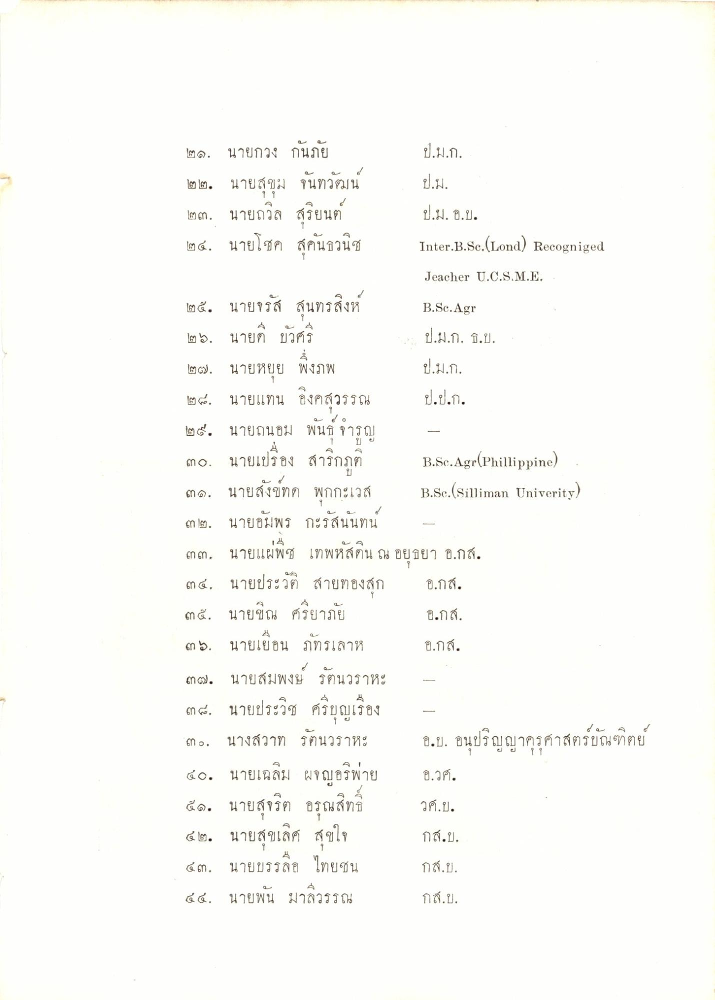 ๒๑. นายกวง กันภัย ป.ม.ก.
๒๒. นายสุขุม จันทวัฒน์ ป.ม.
๒๓. นายถวิล สุริยนต์ ป.ม. อ.บ.
๒๔. นายโชค สุคันธวนิช Inter.B.Sc.(Lond) Recogniged
Jeacher U.C.S.M.E.
๒๕. นายจรัส สุนทรสิงห์ B.Sc.Agr
๒๖. นายดี บัวศรี ป.ม.ก. ธ.บ.
๒๗. นายหยุย พึ่งภพ ป.ม.ก.
๒๘. นายแทน อิงคสุวรรณ ป.ป.ก.
๒๙. นายถนอม พันธุ์จำรูญ —
๓๐. นายเปรื่อง สาริกภูติ B.Sc.Agr(Phillippine)
๓๑. นายสังข์ทด พุกกะเวส B.Sc.(Silliman Univerity)
๓๒. นายอัมพร กะรัสนันทน์ —
๓๓. นายแผ่พืช เทพหัสดิน ณ อยุธยา อ.กส.
๓๔. นายประวัติ สายทองสุก อ.กส.
๓๕. นายขิณ ศรียาภัย อ.กส.
๓๖. นายเยือน ภัทรเลาห อ.กส.
๓๗. นายสมพงษ์ รัตนวราหะ —
๓๘. นายประวิช ศรีบุญเรือง —
๓๐. นางสวาท รัตนวราหะ อ.บ. อนุปริญญาคุรุศาสตร์บัณฑิตย์
๔๐. นายเฉลิม ผจญอริพ่าย อ.วศ.
๕๑. นายสุจริต อรุณสิทธิ์ วศ.บ.
๔๒. นายสุขเลิศ สุขใจ กส.บ.
๔๓. นายบรรลือ ไทยชน กส.บ.
๔๔. นายพัน มาลีวรรณ กส.บ.